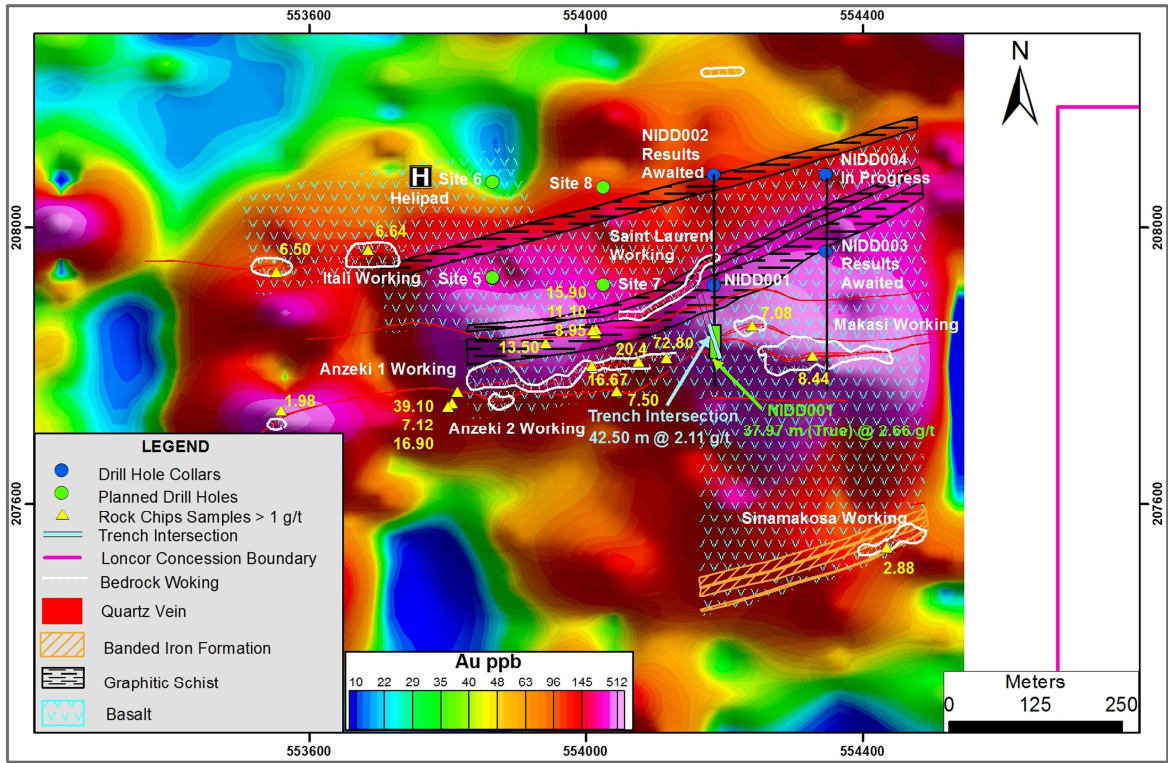 553600
554000
554400
N
208000
208000
207600
207600
NIDD002
Results
Awaited
NIDD004
In Progress
H
Site 6
Helipad
Site 8
6.64
6.50
Saint Laurent
Working
NIDD003
Results
Awaited
Itali Working
Site 5
Site 7
NIDD001
15.90
11.10
8.95
7.08
Makasi Working
13.50
20.4
72.80
Anzeki 1 Working
16.67
8.44
1.98
7.50
39.10
7.12
16.90
Anzeki 2 Working
Trench Intersection
42.50 m @ 2.11 g/t
NIDD001
37.97 m (True) @ 2.66 g/t
Sinamakosa Working
2.88
LEGEND
Drill Hole Collars
Planned Drill Holes
Rock Chips Samples > 1 g/t
Trench Intersection
Loncor Concession Boundary
Bedrock Woking
Quartz Vein
Banded Iron Formation
Graphitic Schist
Basalt
Au ppb
10 22 29 35 40 48 63 96 145 512
Meters
0 125 250
553600
554000
554400